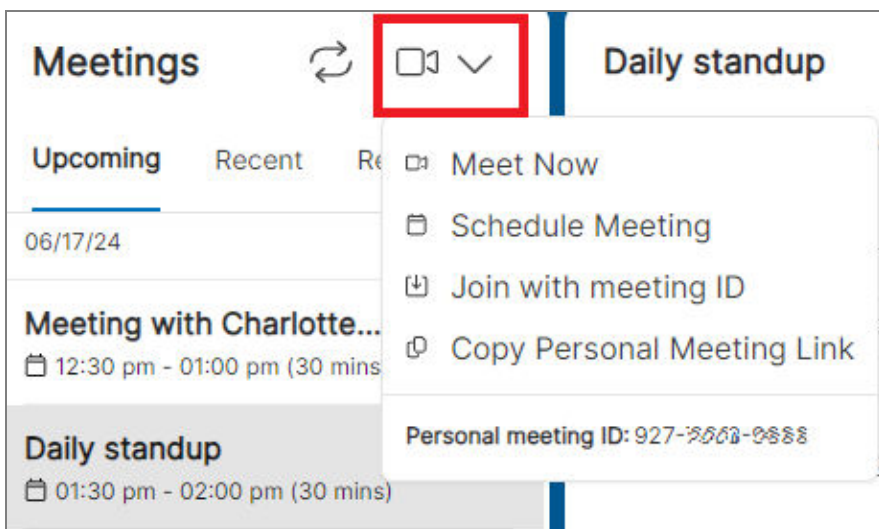 Meetings
Daily standup
Upcoming Recent
Meet Now
Schedule Meeting
Join with meeting ID
Copy Personal Meeting Link
Personal meeting ID: 927-
06/17/24
Meeting with Charlotte...
12:30 pm - 01:00 pm (30 mins
Daily standup
01:30 pm - 02:00 pm (30 mins)